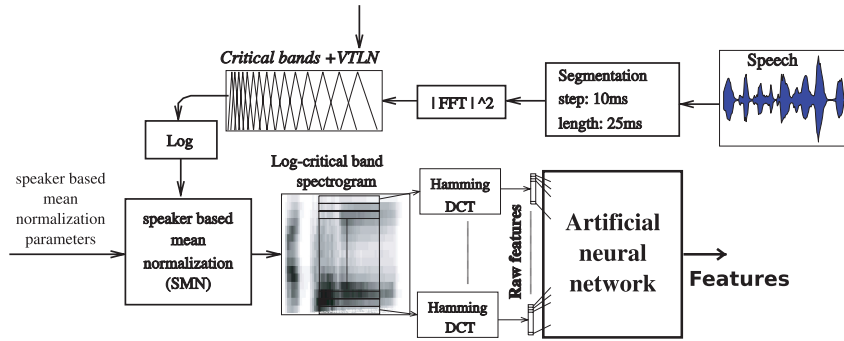 Critical bands +VTLN
Speech
Segmentation
step: 10ms
length: 25ms
| FFT | ^2
Log
speaker based
mean
normalization
parameters
speaker based
mean
normalization
(SMN)
Log-critical band
spectrogram
Hamming
DCT
Hamming
DCT
Raw features
Artificial
neural
network
Features